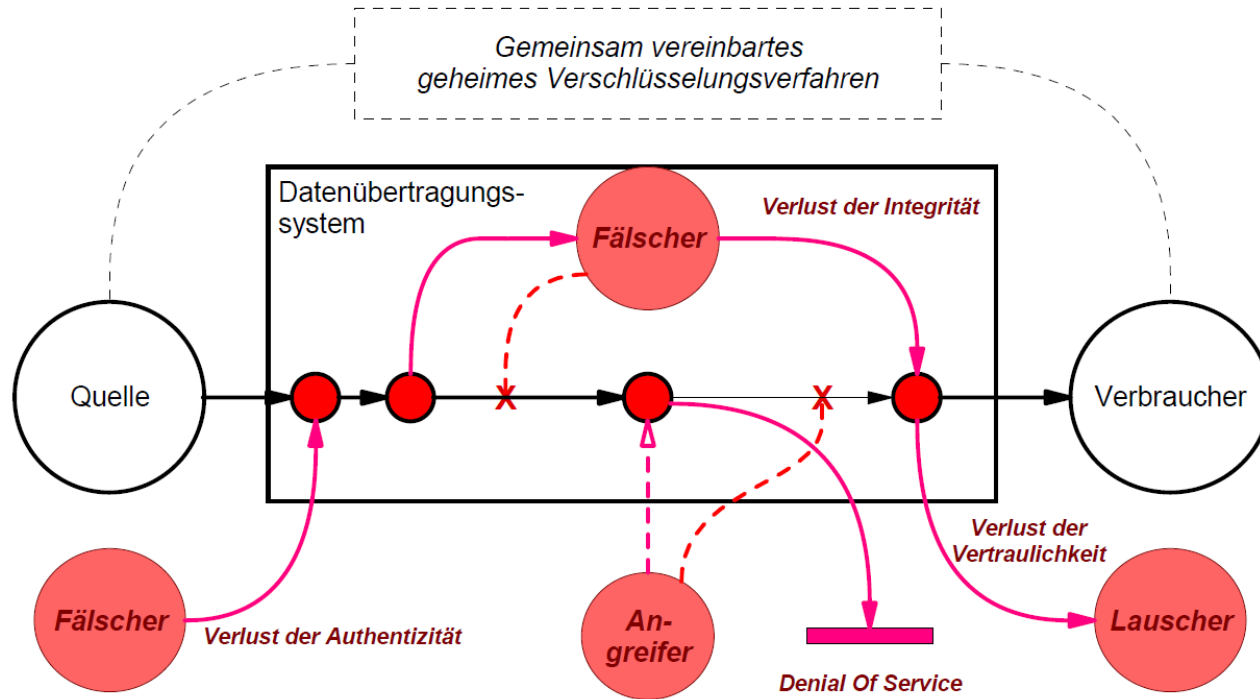 Gemeinsam vereinbartes
geheimes Verschlüsselungsverfahren
Datenübertragungs-
system
Fälscher
Verlust der Integrität
Quelle
X
X
Verbraucher
Fälscher
Verlust der Authentizität
An-
greifer
Denial Of Service
Verlust der
Vertraulichkeit
Lauscher